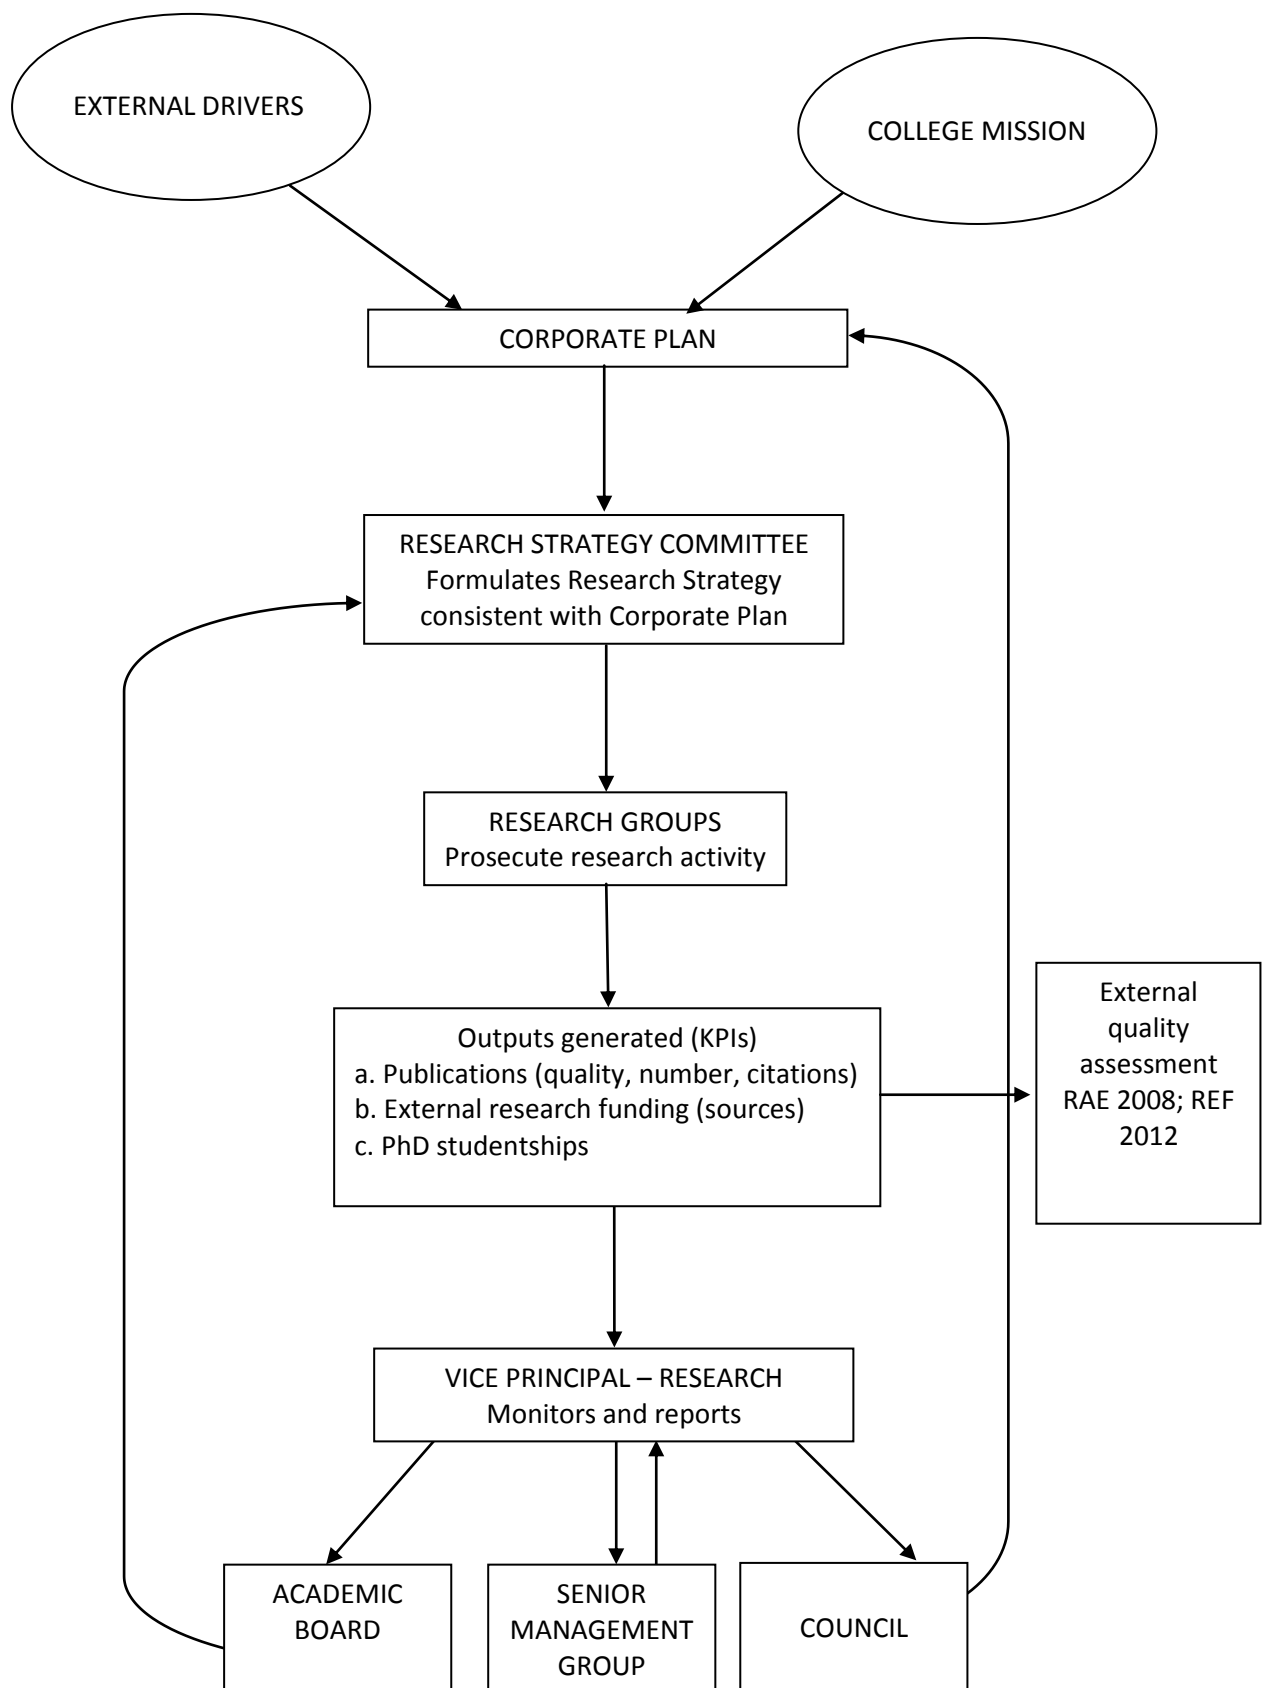 EXTERNAL DRIVERS
COLLEGE MISSION
CORPORATE PLAN
RESEARCH STRATEGY COMMITTEE
Formulates Research Strategy
consistent with Corporate Plan
RESEARCH GROUPS
Prosecute research activity
Outputs generated (KPIs)
a. Publications (quality, number, citations)
b. External research funding (sources)
c. PhD studentships
External
quality
assessment
RAE 2008; REF
2012
VICE PRINCIPAL – RESEARCH
Monitors and reports
ACADEMIC
BOARD
SENIOR
MANAGEMENT
GROUP
COUNCIL